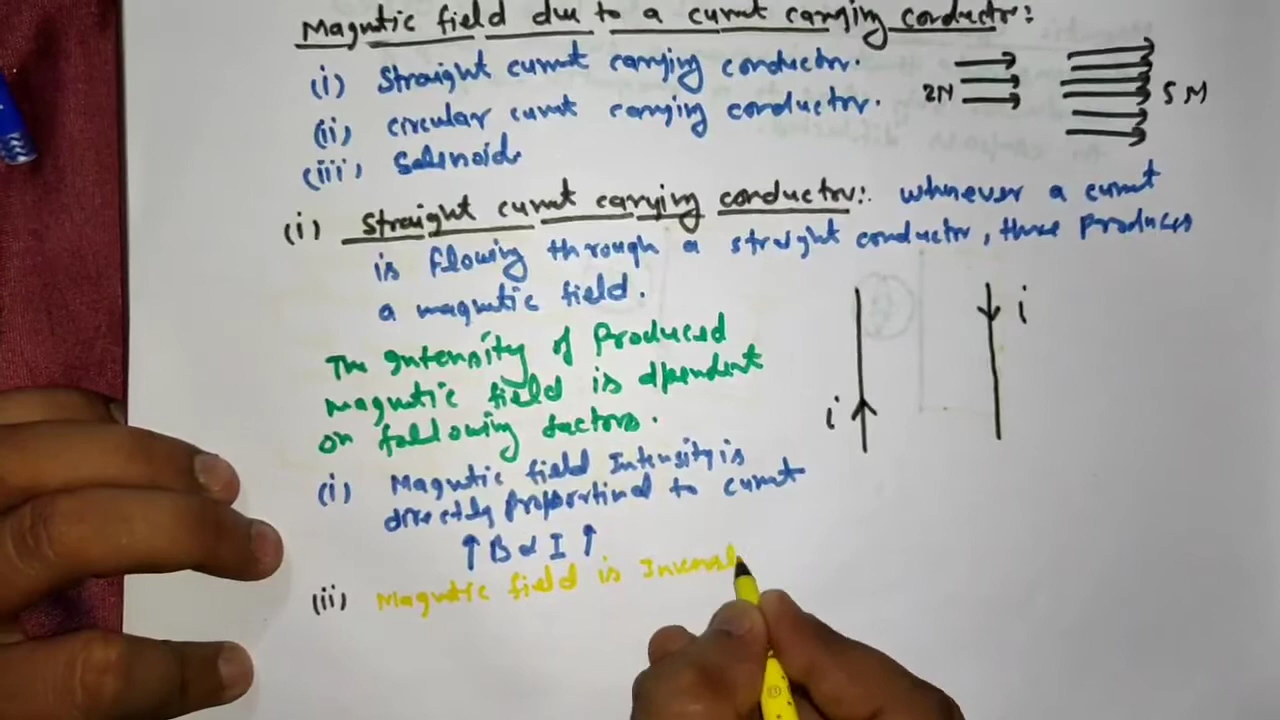 Magnetic field due to a current carrying conductor:
(i) Straight current carrying conductor.
(ii) circular current carrying conductor.
(iii) Solenoid
2N
5 M
(i) Straight current carrying conductor:. whenever a current
is flowing through a straight conductor, there produces
a magnetic field.
The Intensity of Produced
magnetic field is dependent
on following factors.
(i) Magnetic field Intensity is
directly proportional to current
↑ B α I ↑
(ii) Magnetic field is
i
i